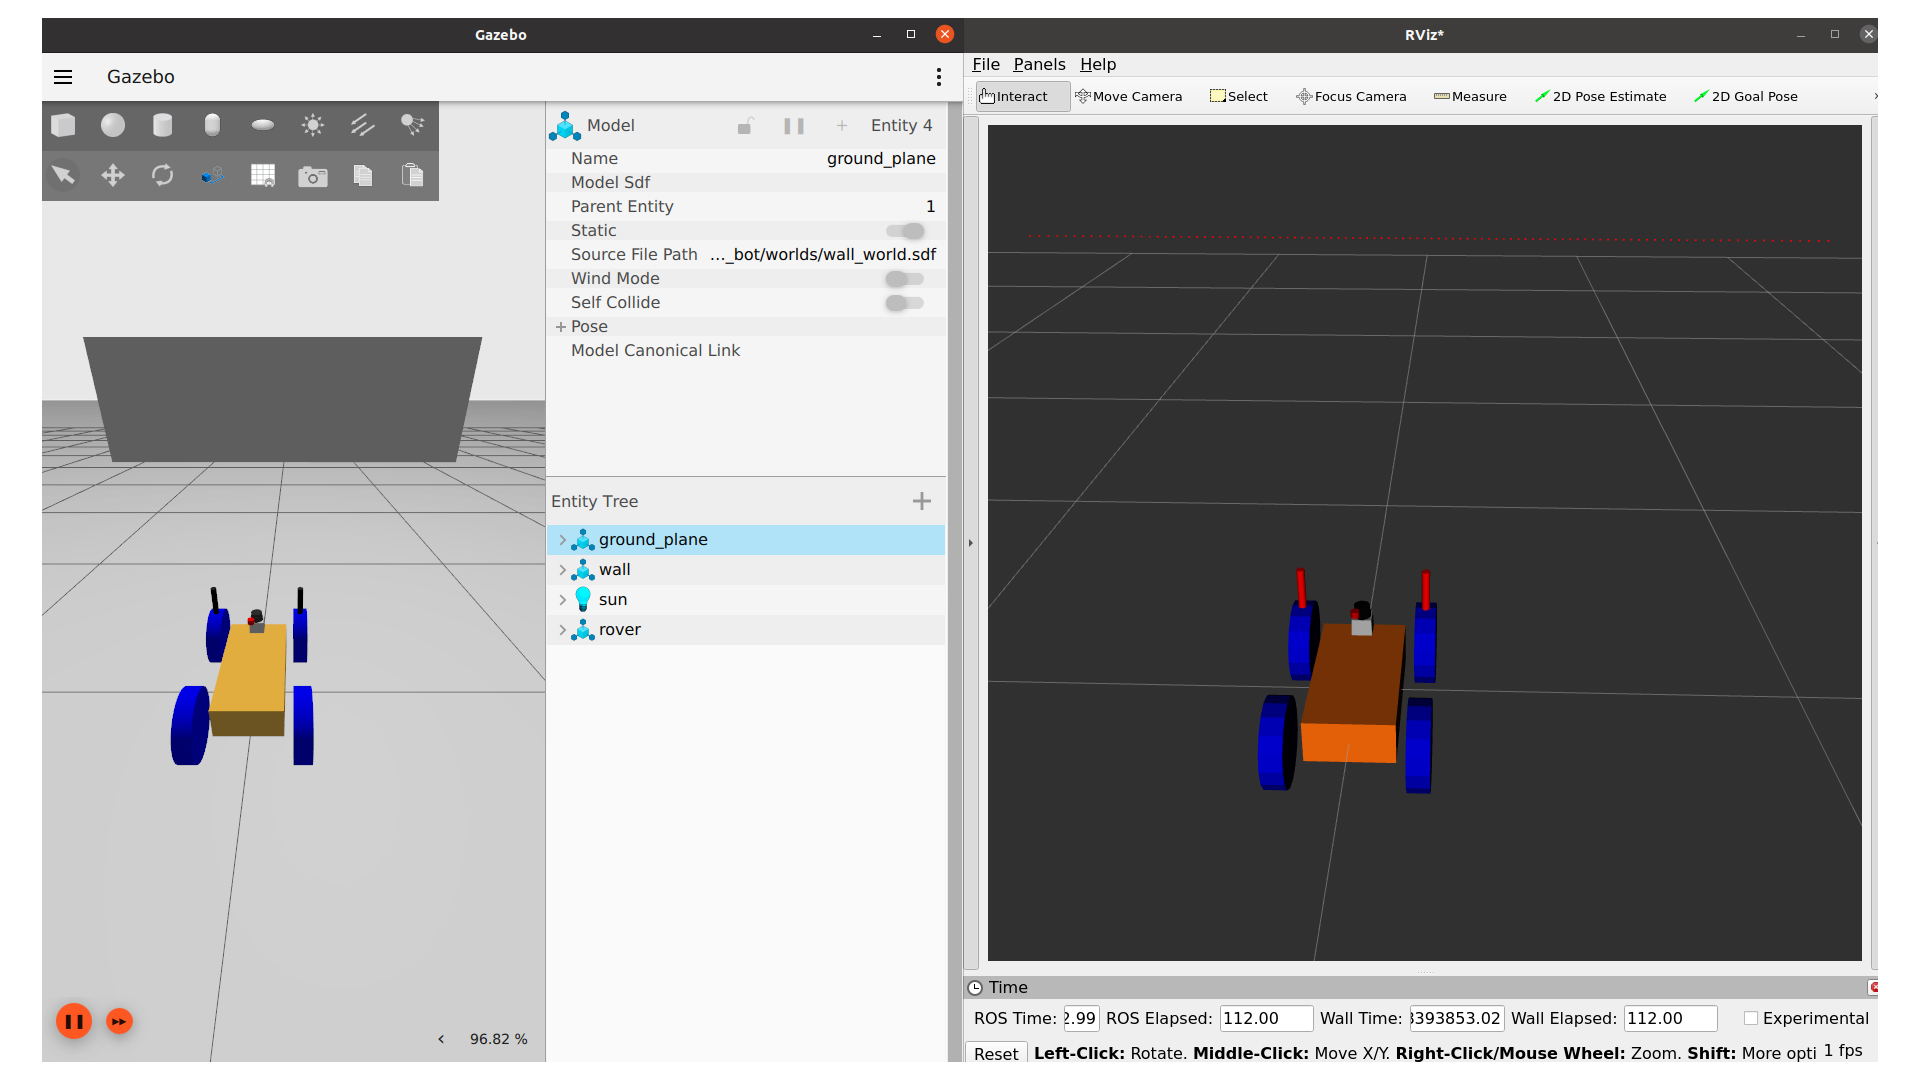 Gazebo
Gazebo
Model Entity 4
Name ground_plane
Model Sdf
Parent Entity 1
Static
Source File Path ..._bot/worlds/wall_world.sdf
Wind Mode
Self Collide
Pose
Model Canonical Link
Entity Tree
ground_plane
wall
sun
rover
96.82 %
RViz*
File Panels Help
Interact Move Camera Select Focus Camera Measure 2D Pose Estimate 2D Goal Pose
Time
ROS Time: 2.99 ROS Elapsed: 112.00 Wall Time: 3393853.02 Wall Elapsed: 112.00 Experimental
Reset Left-Click: Rotate. Middle-Click: Move X/Y. Right-Click/Mouse Wheel: Zoom. Shift: More opti 1 fps